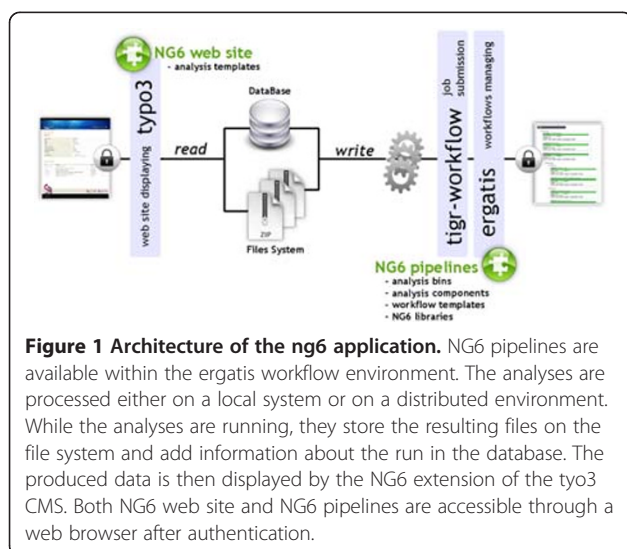 NG6 web site
- analysis templates
web site displaying typo3
read
DataBase
ZIP
Files System
write
tigr-workflow job submission
ergatis workflows managing
NG6 pipelines
- analysis bins
- analysis components
- workflow templates
- NG6 libraries
Figure 1 Architecture of the ng6 application. NG6 pipelines are
available within the ergatis workflow environment. The analyses are
processed either on a local system or on a distributed environment.
While the analyses are running, they store the resulting files on the
file system and add information about the run in the database. The
produced data is then displayed by the NG6 extension of the tyo3
CMS. Both NG6 web site and NG6 pipelines are accessible through a
web browser after authentication.